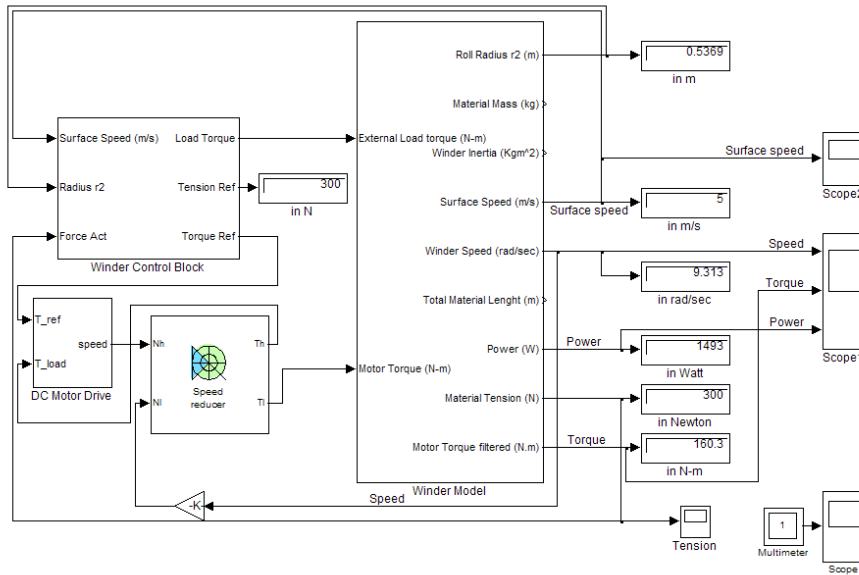 Roll Radius r2 (m)
0.5369
in m
Material Mass (kg)
Surface Speed (m/s)
Load Torque
External Load torque (N-m)
Winder Inertia (Kgm^2)
Surface speed
Scope2
Radius r2
Tension Ref
300
in N
Surface Speed (m/s)
Surface speed
5
in m/s
Force Act
Torque Ref
Winder Control Block
Winder Speed (rad/sec)
Speed
9.313
in rad/sec
Torque
Total Material Lenght (m)
T_ref
speed
T_load
DC Motor Drive
Nh
Th
Speed
reducer
Nl
Tl
Power (W)
Power
Power
1493
in Watt
Scope1
Motor Torque (N-m)
Material Tension (N)
300
in Newton
Motor Torque filtered (N.m)
Torque
160.3
in N-m
Winder Model
-K-
Speed
Tension
1
Multimeter
Scope